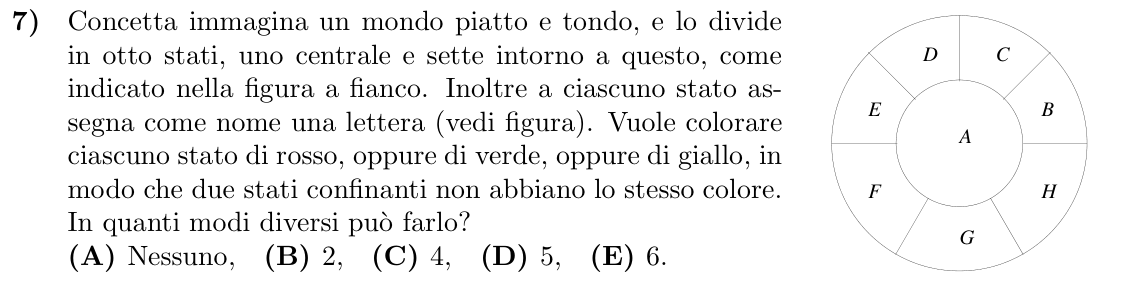 7) Concetta immagina un mondo piatto e tondo, e lo divide
in otto stati, uno centrale e sette intorno a questo, come
indicato nella figura a fianco. Inoltre a ciascuno stato as-
segna come nome una lettera (vedi figura). Vuole colorare
ciascuno stato di rosso, oppure di verde, oppure di giallo, in
modo che due stati confinanti non abbiano lo stesso colore.
In quanti modi diversi può farlo?
(A) Nessuno, (B) 2, (C) 4, (D) 5, (E) 6.
D C
E B
A
F H
G